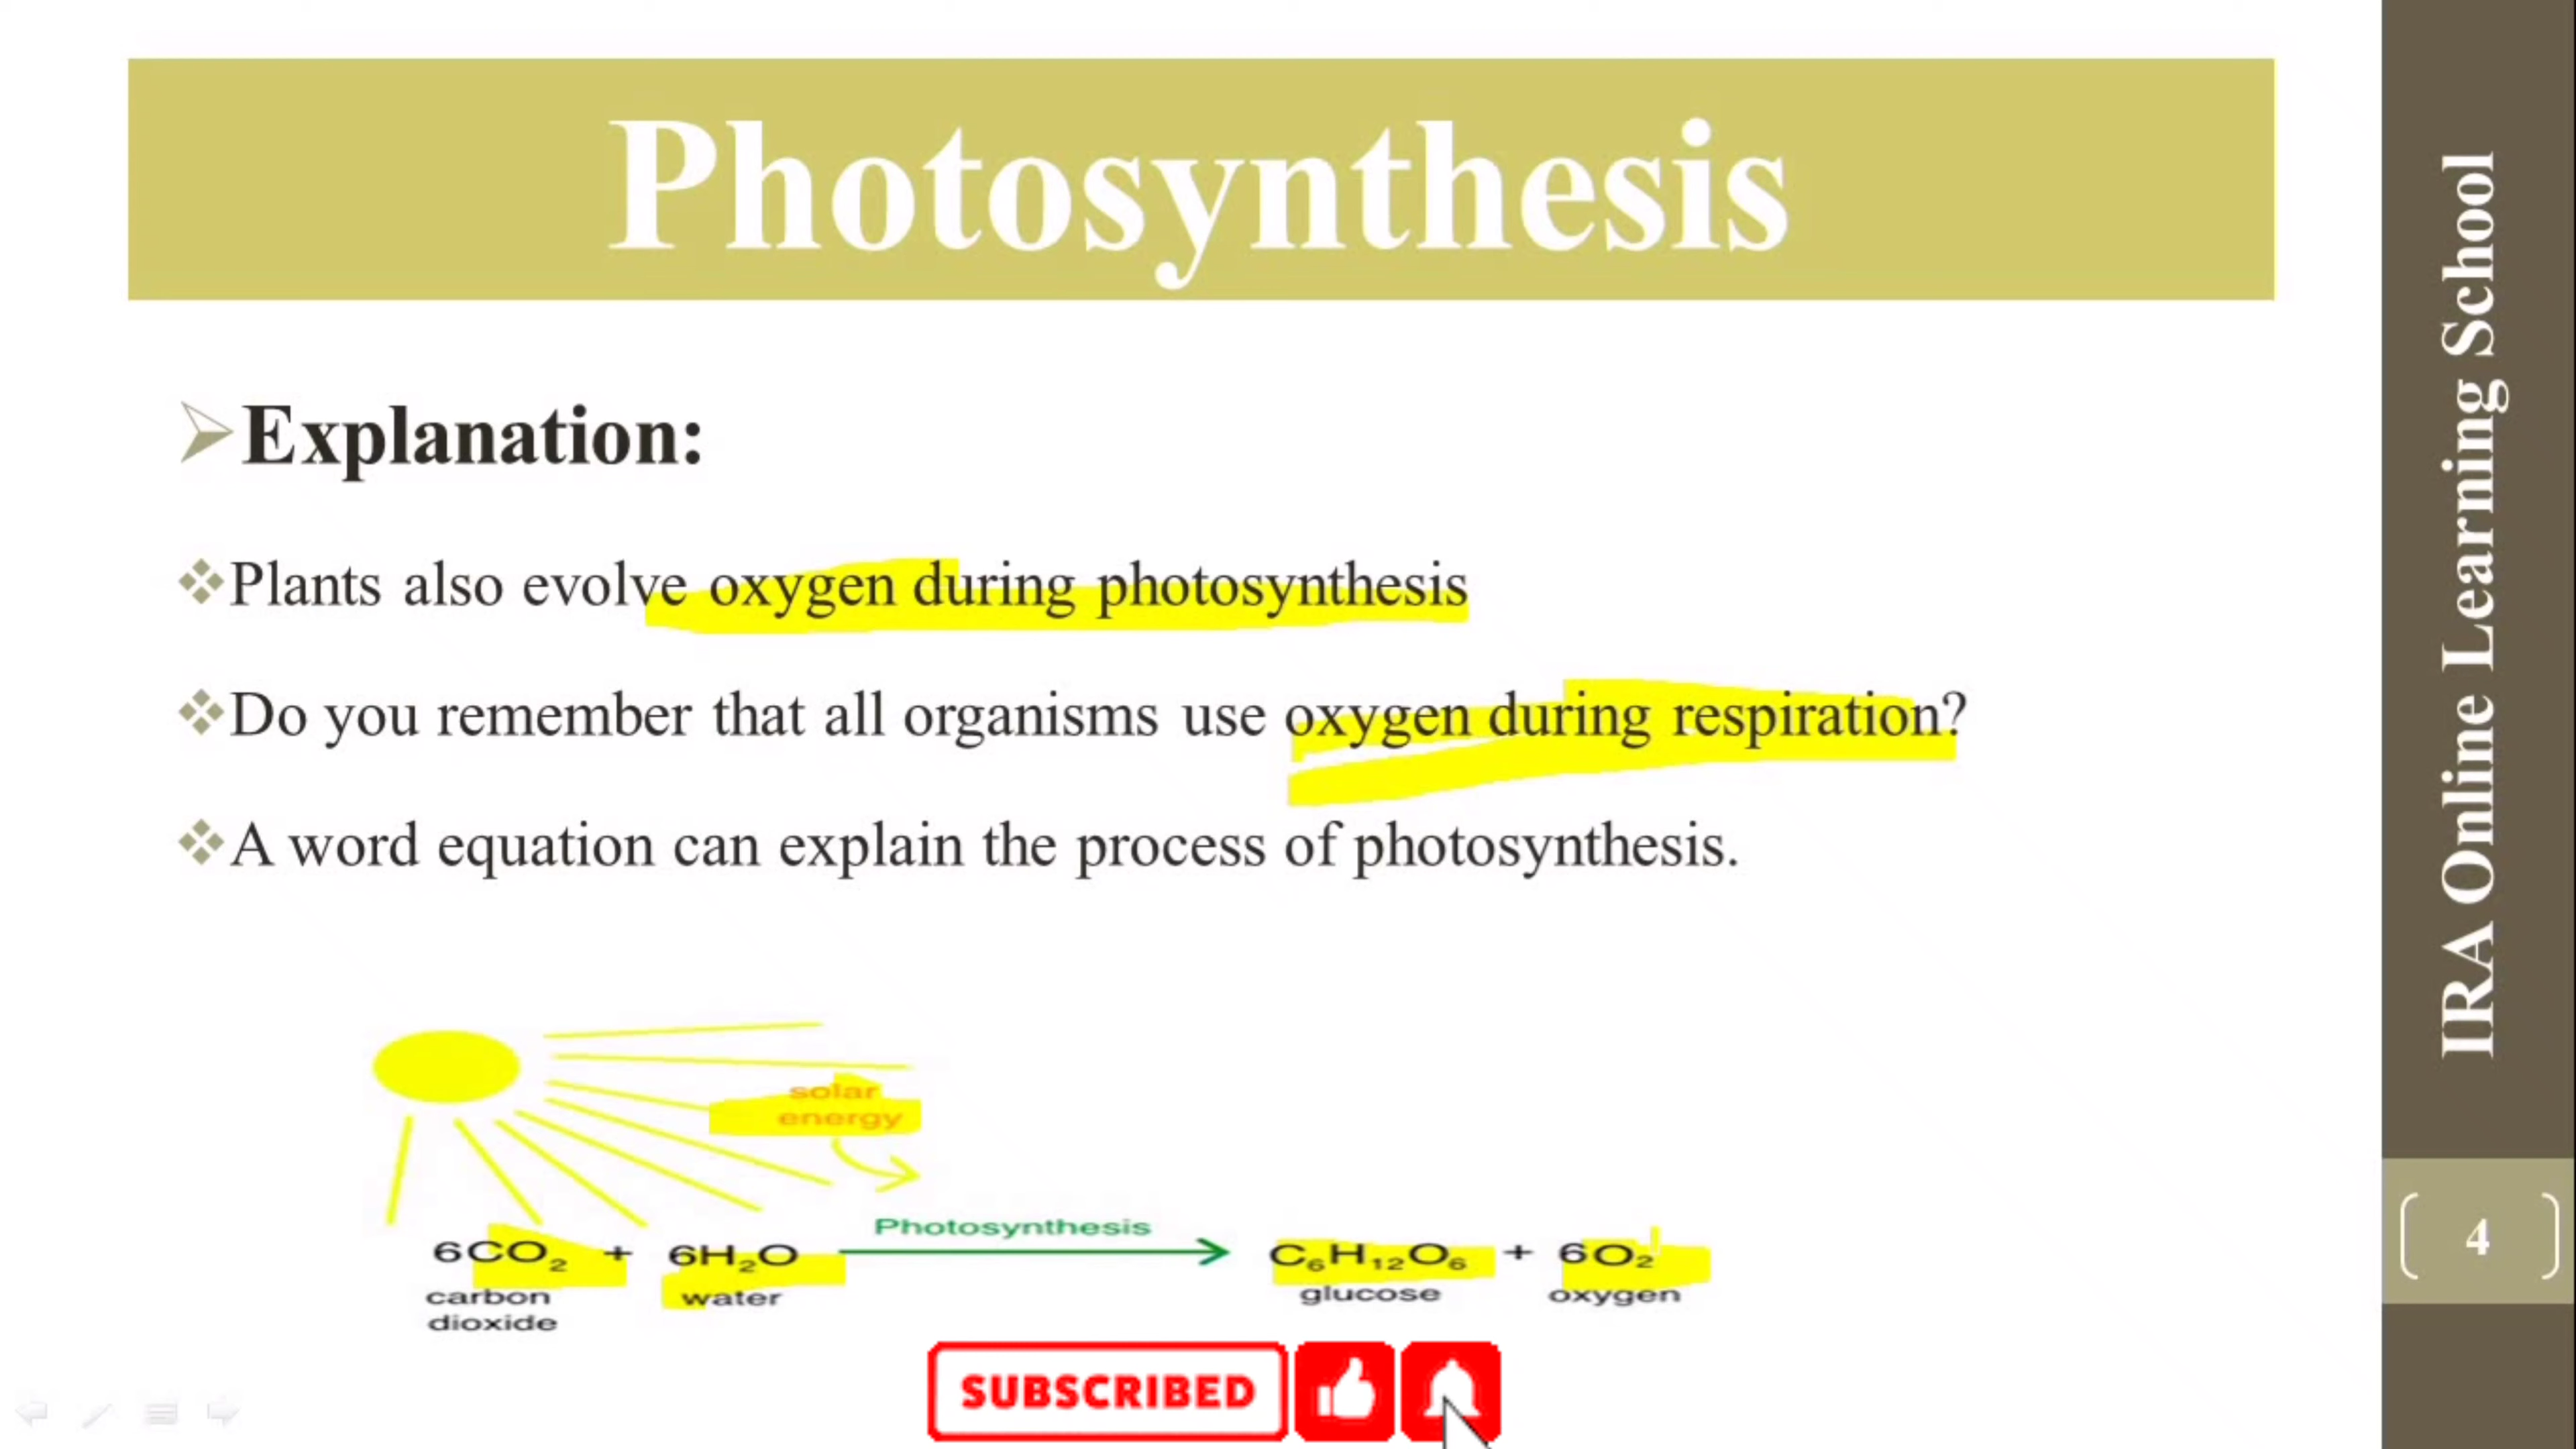 Photosynthesis
Explanation:
Plants also evolve oxygen during photosynthesis
Do you remember that all organisms use oxygen during respiration?
A word equation can explain the process of photosynthesis.
solar
energy
Photosynthesis
6CO₂ + 6H₂O C₆H₁₂O₆ + 6O₂
carbon
dioxide
water
glucose
oxygen
SUBSCRIBED
IRA Online Learning School
4